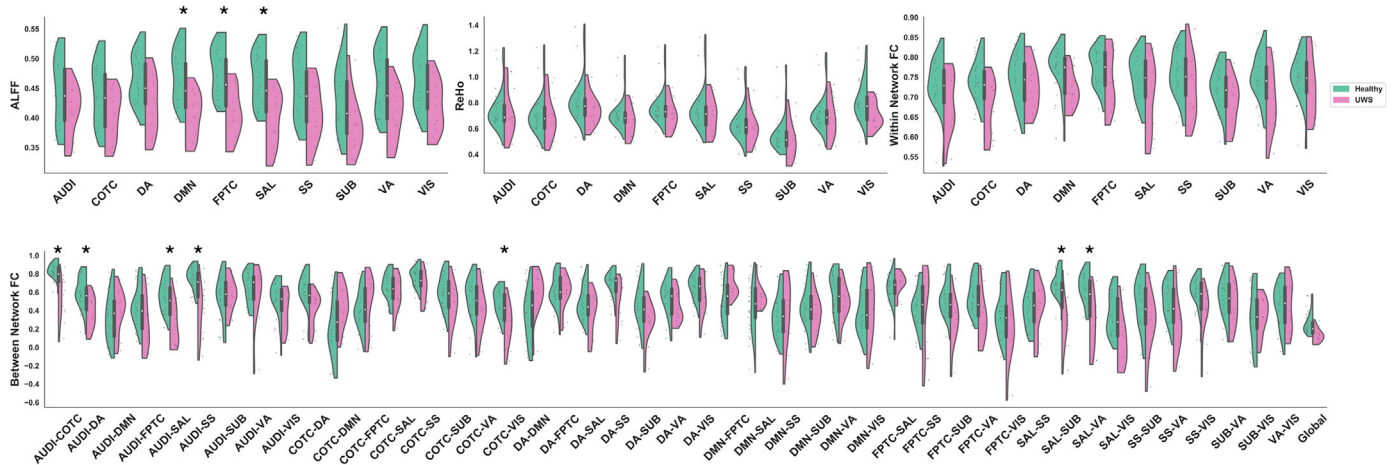 * * *
0.55
0.50
0.45
0.40
0.35
ALFF
AUDI COTC DA DMN FPTC SAL SS SUB VA VIS
1.4
1.2
1.0
0.8
0.6
0.4
ReHo
AUDI COTC DA DMN FPTC SAL SS SUB VA VIS
0.90
0.85
0.80
0.75
0.70
0.65
0.60
0.55
Within Network FC
AUDI COTC DA DMN FPTC SAL SS SUB VA VIS
Healthy
UWS
* * * * * * *
1.0
0.8
0.6
0.4
0.2
0.0
−0.2
−0.4
−0.6
Between Network FC
AUDI-COTC AUDI-DA AUDI-DMN AUDI-FPTC AUDI-SAL AUDI-SS AUDI-SUB AUDI-VA AUDI-VIS COTC-DA COTC-DMN COTC-FPTC COTC-SAL COTC-SS COTC-SUB COTC-VA COTC-VIS DA-DMN DA-FPTC DA-SAL DA-SS DA-SUB DA-VA DA-VIS DMN-FPTC DMN-SAL DMN-SS DMN-SUB DMN-VA DMN-VIS FPTC-SAL FPTC-SS FPTC-SUB FPTC-VA FPTC-VIS SAL-SS SAL-SUB SAL-VA SAL-VIS SS-SUB SS-VA SS-VIS SUB-VA SUB-VIS VA-VIS Global